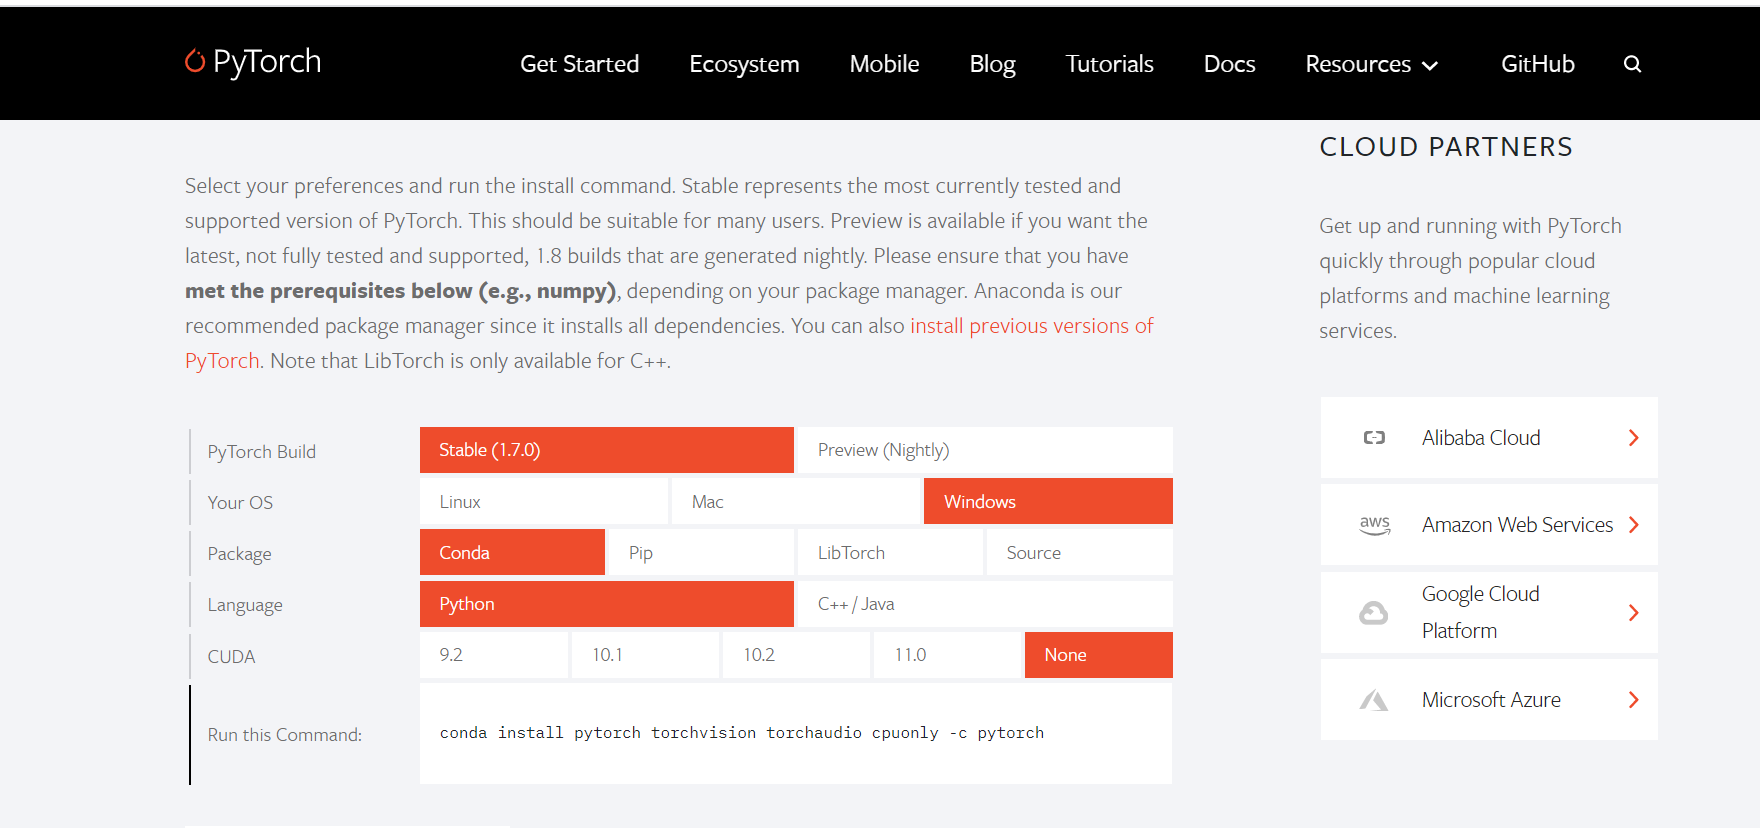 PyTorch
Get Started
Ecosystem
Mobile
Blog
Tutorials
Docs
Resources
GitHub
Select your preferences and run the install command. Stable represents the most currently tested and
supported version of PyTorch. This should be suitable for many users. Preview is available if you want the
latest, not fully tested and supported, 1.8 builds that are generated nightly. Please ensure that you have
met the prerequisites below (e.g., numpy), depending on your package manager. Anaconda is our
recommended package manager since it installs all dependencies. You can also install previous versions of
PyTorch. Note that LibTorch is only available for C++.
PyTorch Build
Stable (1.7.0)
Preview (Nightly)
Your OS
Linux
Mac
Windows
Package
Conda
Pip
LibTorch
Source
Language
Python
C++ / Java
CUDA
9.2
10.1
10.2
11.0
None
Run this Command:
conda install pytorch torchvision torchaudio cpuonly -c pytorch
CLOUD PARTNERS
Get up and running with PyTorch
quickly through popular cloud
platforms and machine learning
services.
Alibaba Cloud
aws
Amazon Web Services
Google Cloud
Platform
Microsoft Azure